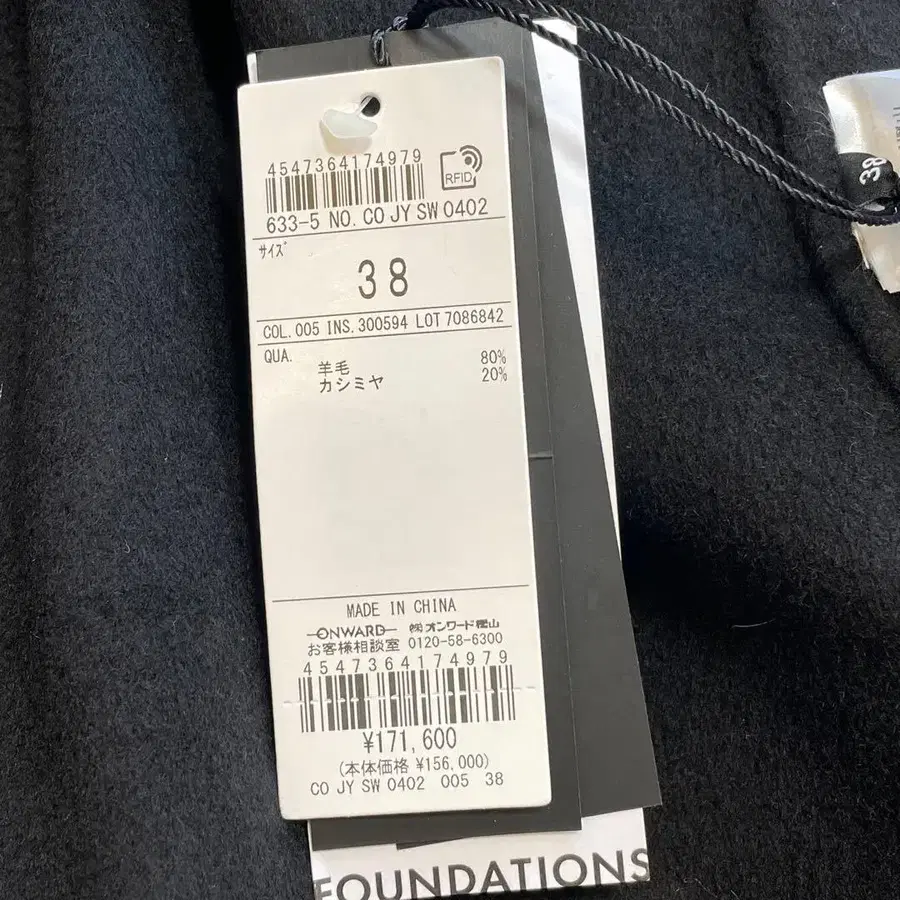 4547364174979
RFID
633-5 NO. CO JY SW 0402
サイズ
38
COL. 005 INS. 300594 LOT 7086842
QUA.
羊毛 80%
カシミヤ 20%
MADE IN CHINA
ONWARD ㈱オンワード樫山
お客様相談室 0120-58-6300
4547364174979
¥171,600
(本体価格 ¥156,000)
CO JY SW 0402 005 38
FOUNDATIONS
38